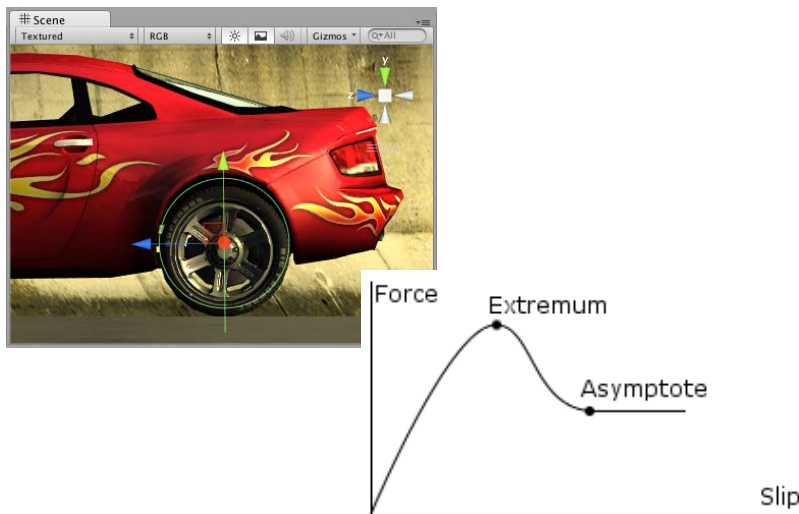 Scene
Textured RGB Gizmos All
y
z
Force
Extremum
Asymptote
Slip